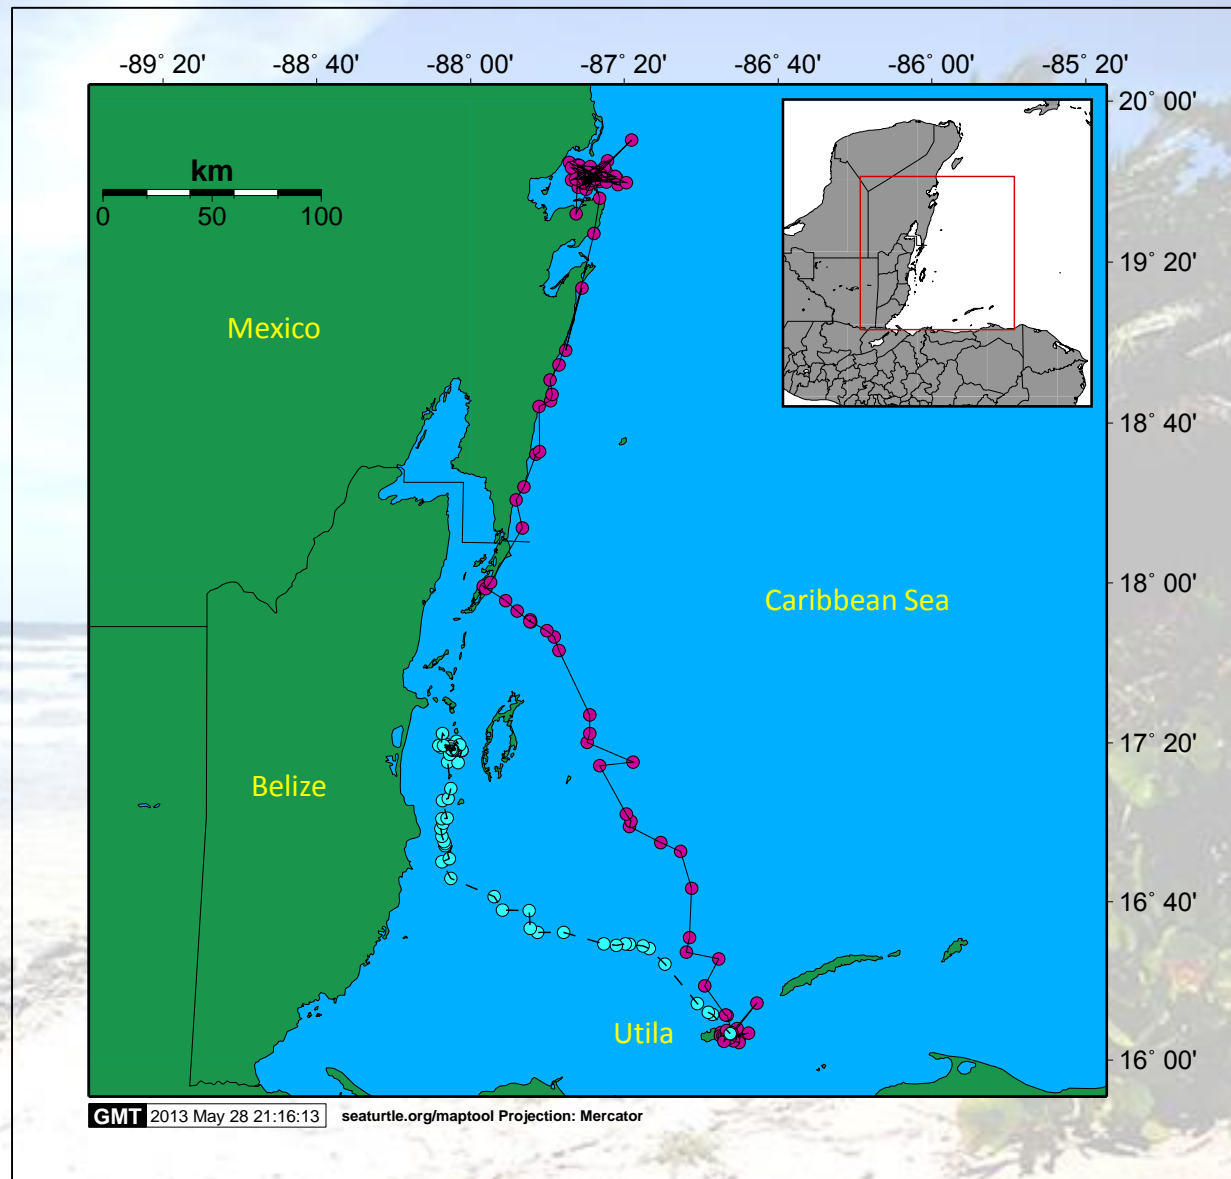 -89° 20' -88° 40' -88° 00' -87° 20' -86° 40' -86° 00' -85° 20'
20° 00'
km
0 50 100
19° 20'
Mexico
18° 40'
18° 00'
Caribbean Sea
17° 20'
Belize
16° 40'
Utila
16° 00'
GMT 2013 May 28 21:16:13 seaturtle.org/maptool Projection: Mercator